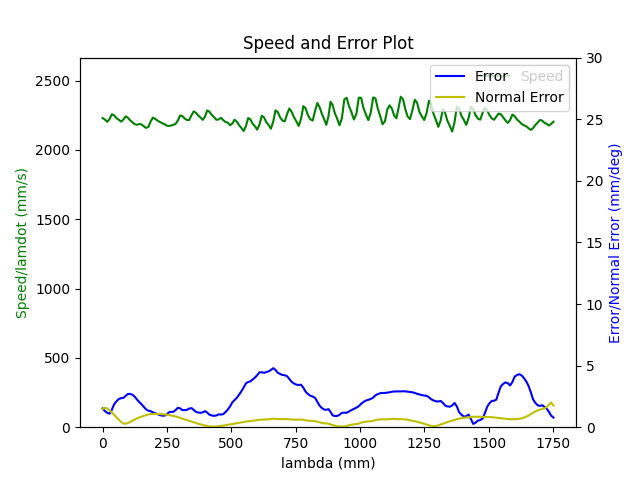 Speed and Error Plot
Speed/lamdot (mm/s)
2500
2000
1500
1000
500
0
Error
Speed
Normal Error
30
25
20
15
10
5
0
Error/Normal Error (mm/deg)
0 250 500 750 1000 1250 1500 1750
lambda (mm)